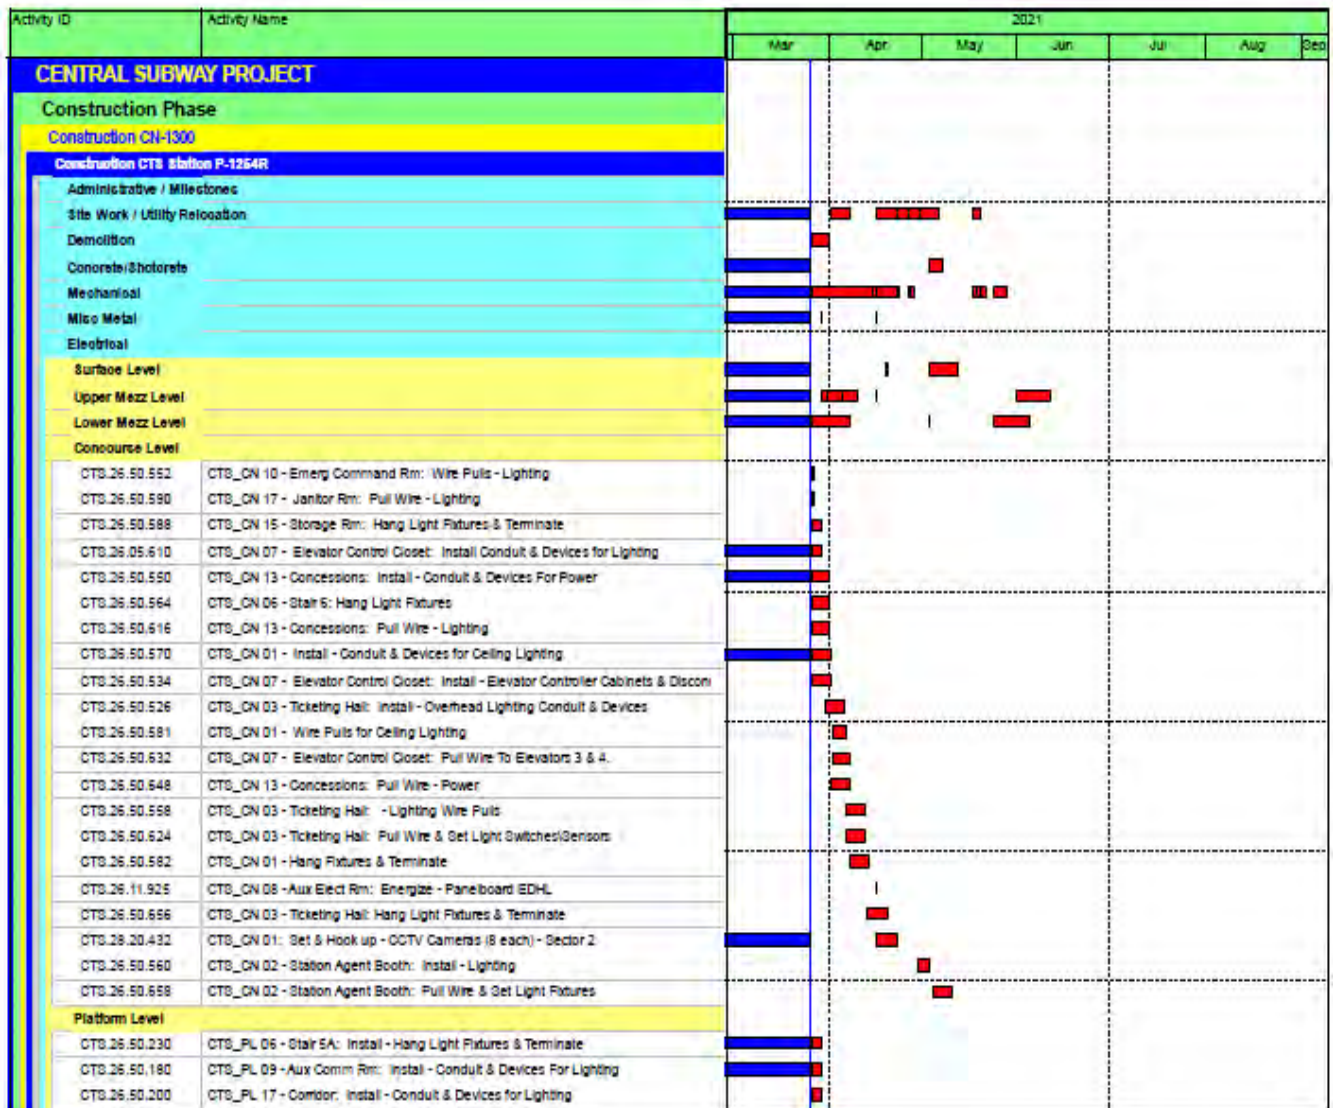 Activity ID Activity Name 2021
Mar Apr May Jun Jul Aug Sep
CENTRAL SUBWAY PROJECT
Construction Phase
Construction CN-1300
Construction CTS Station P-1254R
Administrative / Milestones
Site Work / Utility Relocation
Demolition
Concrete/Shotcrete
Mechanical
Misc Metal
Electrical
Surface Level
Upper Mezz Level
Lower Mezz Level
Concourse Level
CTS.26.50.552 CTS_CN 10 - Emerg Command Rm: Wire Pulls - Lighting
CTS.26.50.590 CTS_CN 17 - Janitor Rm: Pull Wire - Lighting
CTS.26.50.588 CTS_CN 15 - Storage Rm: Hang Light Fixtures & Terminate
CTS.26.05.610 CTS_CN 07 - Elevator Control Closet: Install Conduit & Devices for Lighting
CTS.26.50.550 CTS_CN 13 - Concessions: Install - Conduit & Devices For Power
CTS.26.50.564 CTS_CN 06 - Stair 6: Hang Light Fixtures
CTS.26.50.616 CTS_CN 13 - Concessions: Pull Wire - Lighting
CTS.26.50.570 CTS_CN 01 - Install - Conduit & Devices for Ceiling Lighting
CTS.26.50.534 CTS_CN 07 - Elevator Control Closet: Install - Elevator Controller Cabinets & Discon
CTS.26.50.526 CTS_CN 03 - Ticketing Hall: Install - Overhead Lighting Conduit & Devices
CTS.26.50.581 CTS_CN 01 - Wire Pulls for Ceiling Lighting
CTS.26.50.632 CTS_CN 07 - Elevator Control Closet: Pull Wire To Elevators 3 & 4.
CTS.26.50.648 CTS_CN 13 - Concessions: Pull Wire - Power
CTS.26.50.558 CTS_CN 03 - Ticketing Hall: - Lighting Wire Pulls
CTS.26.50.624 CTS_CN 03 - Ticketing Hall: Pull Wire & Set Light Switches\Sensors
CTS.26.50.582 CTS_CN 01 - Hang Fixtures & Terminate
CTS.26.11.925 CTS_CN 08 - Aux Elect Rm: Energize - Panelboard EDHL
CTS.26.50.656 CTS_CN 03 - Ticketing Hall: Hang Light Fixtures & Terminate
CTS.28.20.432 CTS_CN 01: Set & Hook up - CCTV Cameras (8 each) - Sector 2
CTS.26.50.560 CTS_CN 02 - Station Agent Booth: Install - Lighting
CTS.26.50.658 CTS_CN 02 - Station Agent Booth: Pull Wire & Set Light Fixtures
Platform Level
CTS.26.50.230 CTS_PL 06 - Stair 5A: Install - Hang Light Fixtures & Terminate
CTS.26.50.180 CTS_PL 09 - Aux Comm Rm: Install - Conduit & Devices For Lighting
CTS.26.50.200 CTS_PL 17 - Corridor: Install - Conduit & Devices for Lighting